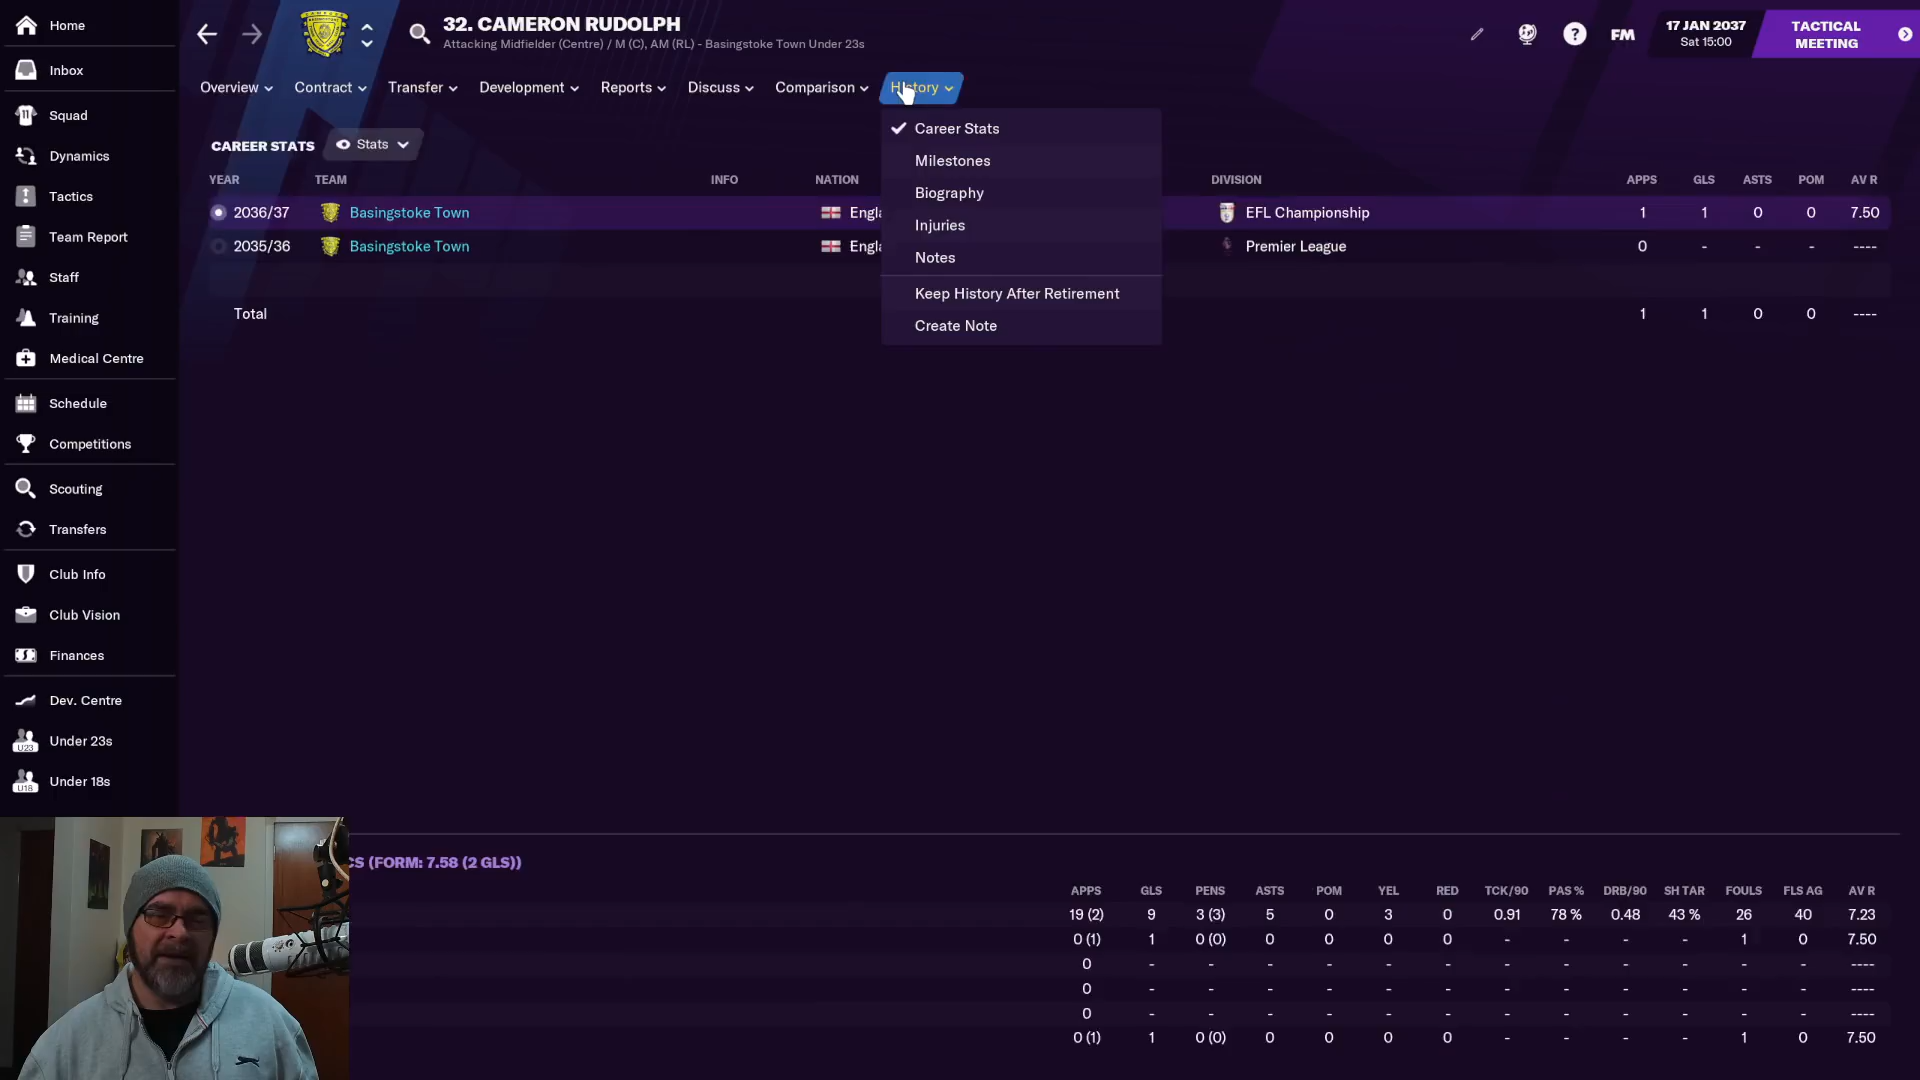 Home
Inbox
Squad
Dynamics
Tactics
Team Report
Staff
Training
Medical Centre
Schedule
Competitions
Scouting
Transfers
Club Info
Club Vision
Finances
Dev. Centre
U23 Under 23s
U18 Under 18s
32. CAMERON RUDOLPH
Attacking Midfielder (Centre) / M (C), AM (RL) - Basingstoke Town Under 23s
FM
17 JAN 2037
Sat 15:00
TACTICAL
MEETING
Overview Contract Transfer Development Reports Discuss Comparison History
Career Stats
Milestones
Biography
Injuries
Notes
Keep History After Retirement
Create Note
CAREER STATS Stats
YEAR TEAM INFO NATION DIVISION APPS GLS ASTS POM AV R
2036/37 Basingstoke Town Engla EFL Championship 1 1 0 0 7.50
2035/36 Basingstoke Town Engla Premier League 0 - - - ----
Total 1 1 0 0 ----
CS (FORM: 7.58 (2 GLS))
APPS GLS PENS ASTS POM YEL RED TCK/90 PAS % DRB/90 SH TAR FOULS FLS AG AV R
19 (2) 9 3 (3) 5 0 3 0 0.91 78 % 0.48 43 % 26 40 7.23
0 (1) 1 0 (0) 0 0 0 0 - - - - 1 0 7.50
0 - - - - - - - - - - - - ----
0 - - - - - - - - - - - - ----
0 - - - - - - - - - - - - ----
0 (1) 1 0 (0) 0 0 0 0 - - - - 1 0 7.50